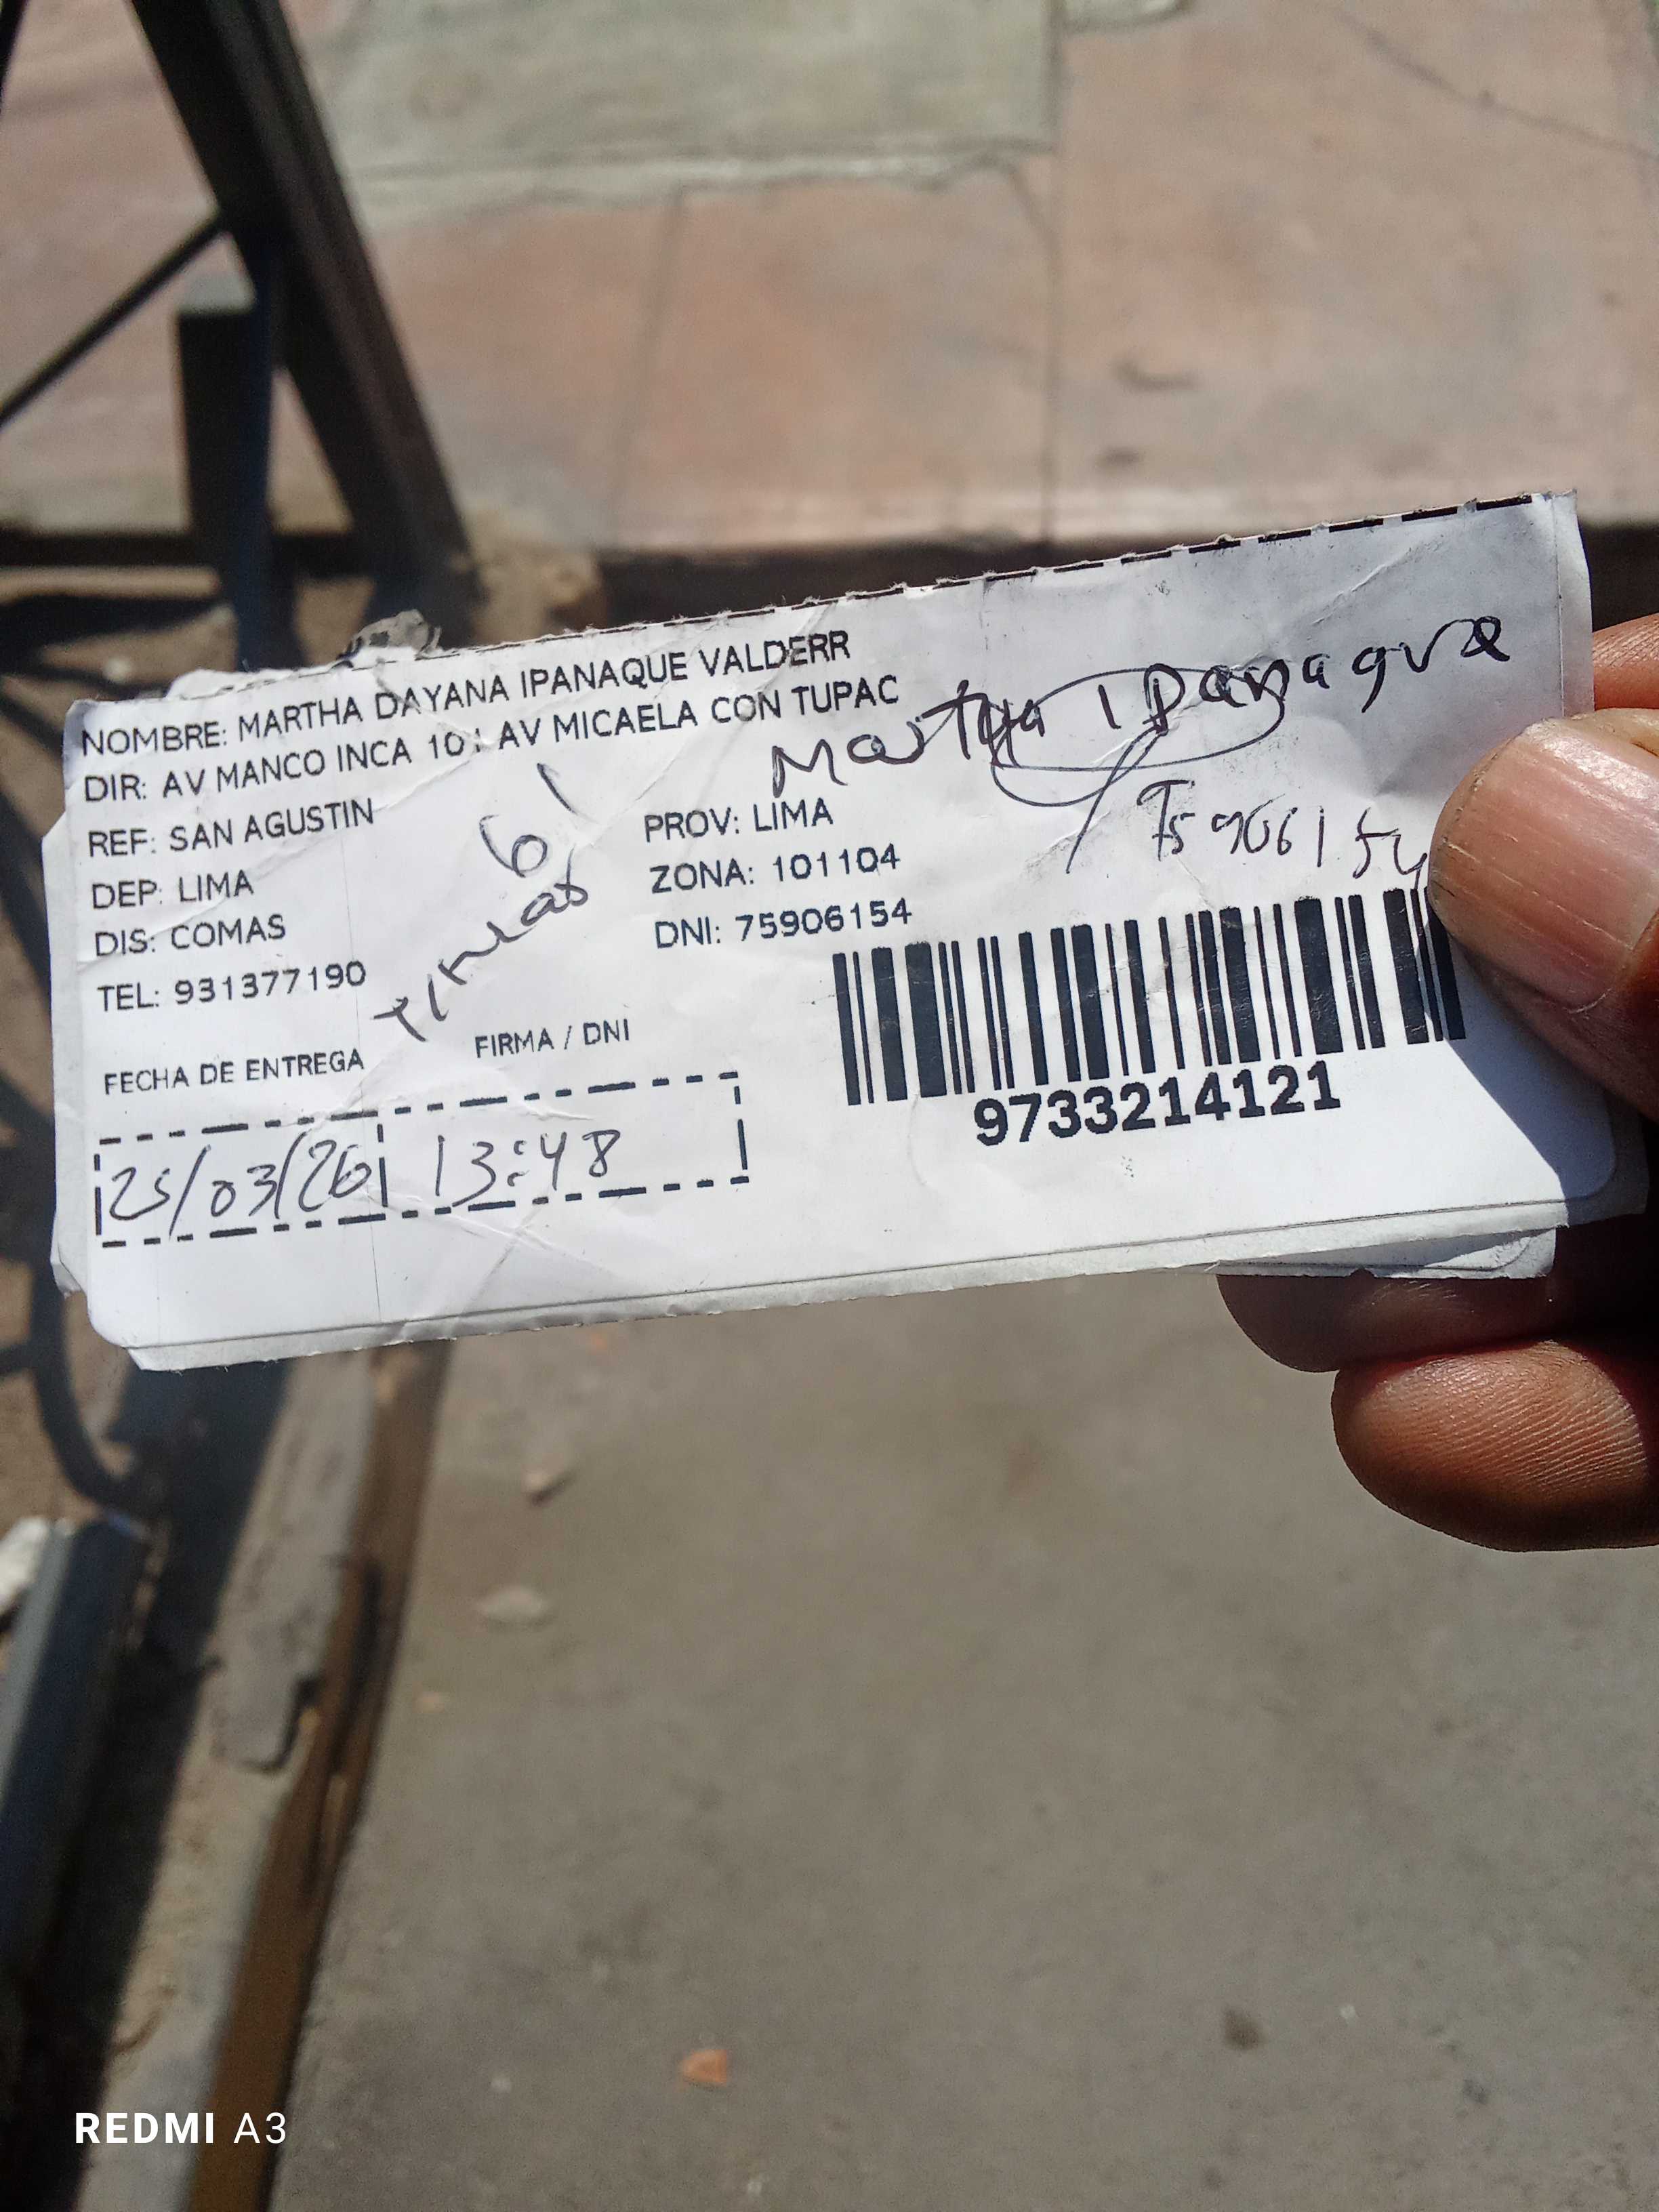 NOMBRE: MARTHA DAYANA IPANAQUE VALDERR
DIR: AV MANCO INCA 101 AV MICAELA CON TUPAC
REF: SAN AGUSTIN
DEP: LIMA
PROV: LIMA
DIS: COMAS
ZONA: 101104
TEL: 931377190
DNI: 75906154
Martha Ipanaque
75906154
61
FECHA DE ENTREGA
FIRMA / DNI
25/03/26
13:48
9733214121
REDMI A3